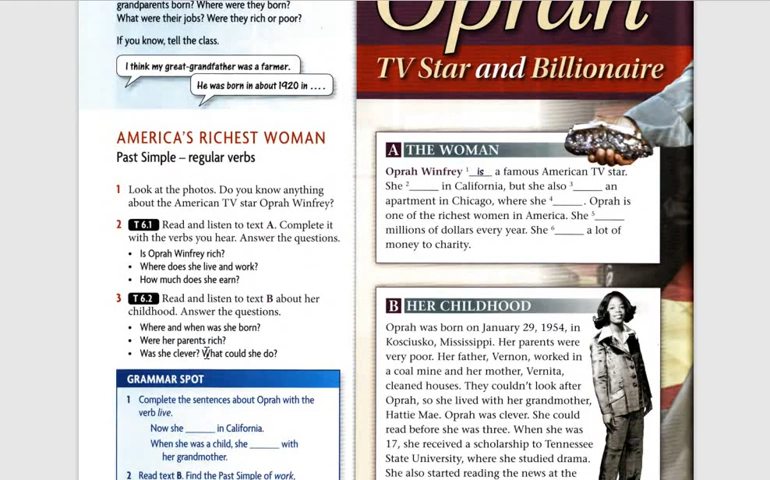 grandparents born? Where were they born?
What were their jobs? Were they rich or poor?
If you know, tell the class.
I think my great-grandfather was a farmer.
He was born in about 1920 in ....
AMERICA'S RICHEST WOMAN
Past Simple – regular verbs
1 Look at the photos. Do you know anything
about the American TV star Oprah Winfrey?
2 T 6.1 Read and listen to text A. Complete it
with the verbs you hear. Answer the questions.
• Is Oprah Winfrey rich?
• Where does she live and work?
• How much does she earn?
3 T 6.2 Read and listen to text B about her
childhood. Answer the questions.
• Where and when was she born?
• Were her parents rich?
• Was she clever? What could she do?
GRAMMAR SPOT
1 Complete the sentences about Oprah with the
verb live.
Now she ______ in California.
When she was a child, she ______ with
her grandmother.
2 Read text B. Find the Past Simple of work,
Oprah
TV Star and Billionaire
A THE WOMAN
Oprah Winfrey ¹ is a famous American TV star.
She ²_____ in California, but she also ³_____ an
apartment in Chicago, where she ⁴_____. Oprah is
one of the richest women in America. She ⁵_____
millions of dollars every year. She ⁶_____ a lot of
money to charity.
B HER CHILDHOOD
Oprah was born on January 29, 1954, in
Kosciusko, Mississippi. Her parents were
very poor. Her father, Vernon, worked in
a coal mine and her mother, Vernita,
cleaned houses. They couldn't look after
Oprah, so she lived with her grandmother,
Hattie Mae. Oprah was clever. She could
read before she was three. When she was
17, she received a scholarship to Tennessee
State University, where she studied drama.
She also started reading the news at the